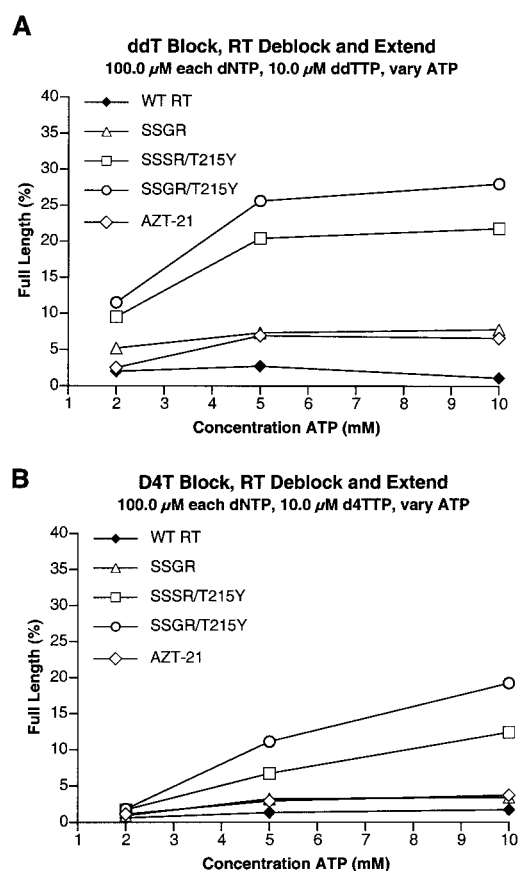 A
ddT Block, RT Deblock and Extend
100.0 µM each dNTP, 10.0 µM ddTTP, vary ATP
40
35
30
25
20
15
10
5
0
Full Length (%)
WT RT
SSGR
SSSR/T215Y
SSGR/T215Y
AZT-21
1 2 3 4 5 6 7 8 9 10
Concentration ATP (mM)
B
D4T Block, RT Deblock and Extend
100.0 µM each dNTP, 10.0 µM d4TTP, vary ATP
40
35
30
25
20
15
10
5
0
Full Length (%)
WT RT
SSGR
SSSR/T215Y
SSGR/T215Y
AZT-21
1 2 3 4 5 6 7 8 9 10
Concentration ATP (mM)